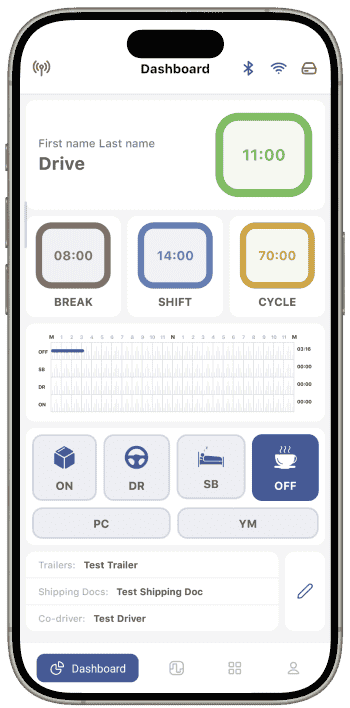 Dashboard
First name Last name
Drive
11:00
08:00 14:00 70:00
BREAK SHIFT CYCLE
M 1 2 3 4 5 6 7 8 9 10 11 N 1 2 3 4 5 6 7 8 9 10 11 M
OFF 03:16
SB 00:00
DR 00:00
ON 00:00
ON DR SB OFF
PC YM
Trailers: Test Trailer
Shipping Docs: Test Shipping Doc
Co-driver: Test Driver
Dashboard